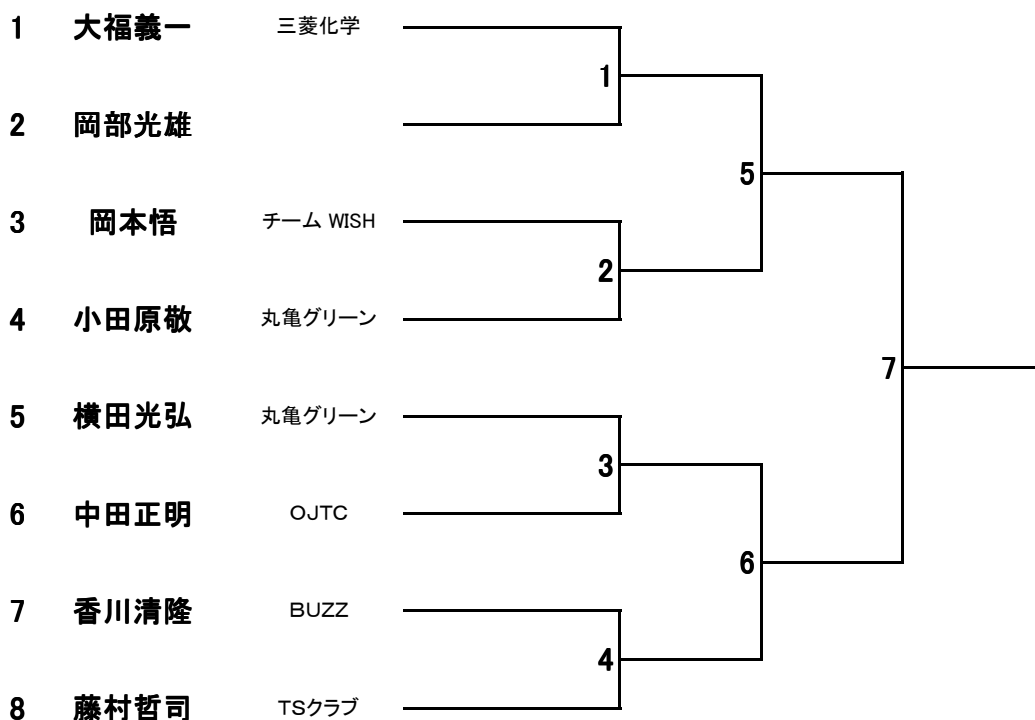 1 大福義一 三菱化学
1
2 岡部光雄
5
3 岡本悟 チーム WISH
2
4 小田原敬 丸亀グリーン
7
5 横田光弘 丸亀グリーン
3
6 中田正明 OJTC
6
7 香川清隆 BUZZ
4
8 藤村哲司 TSクラブ